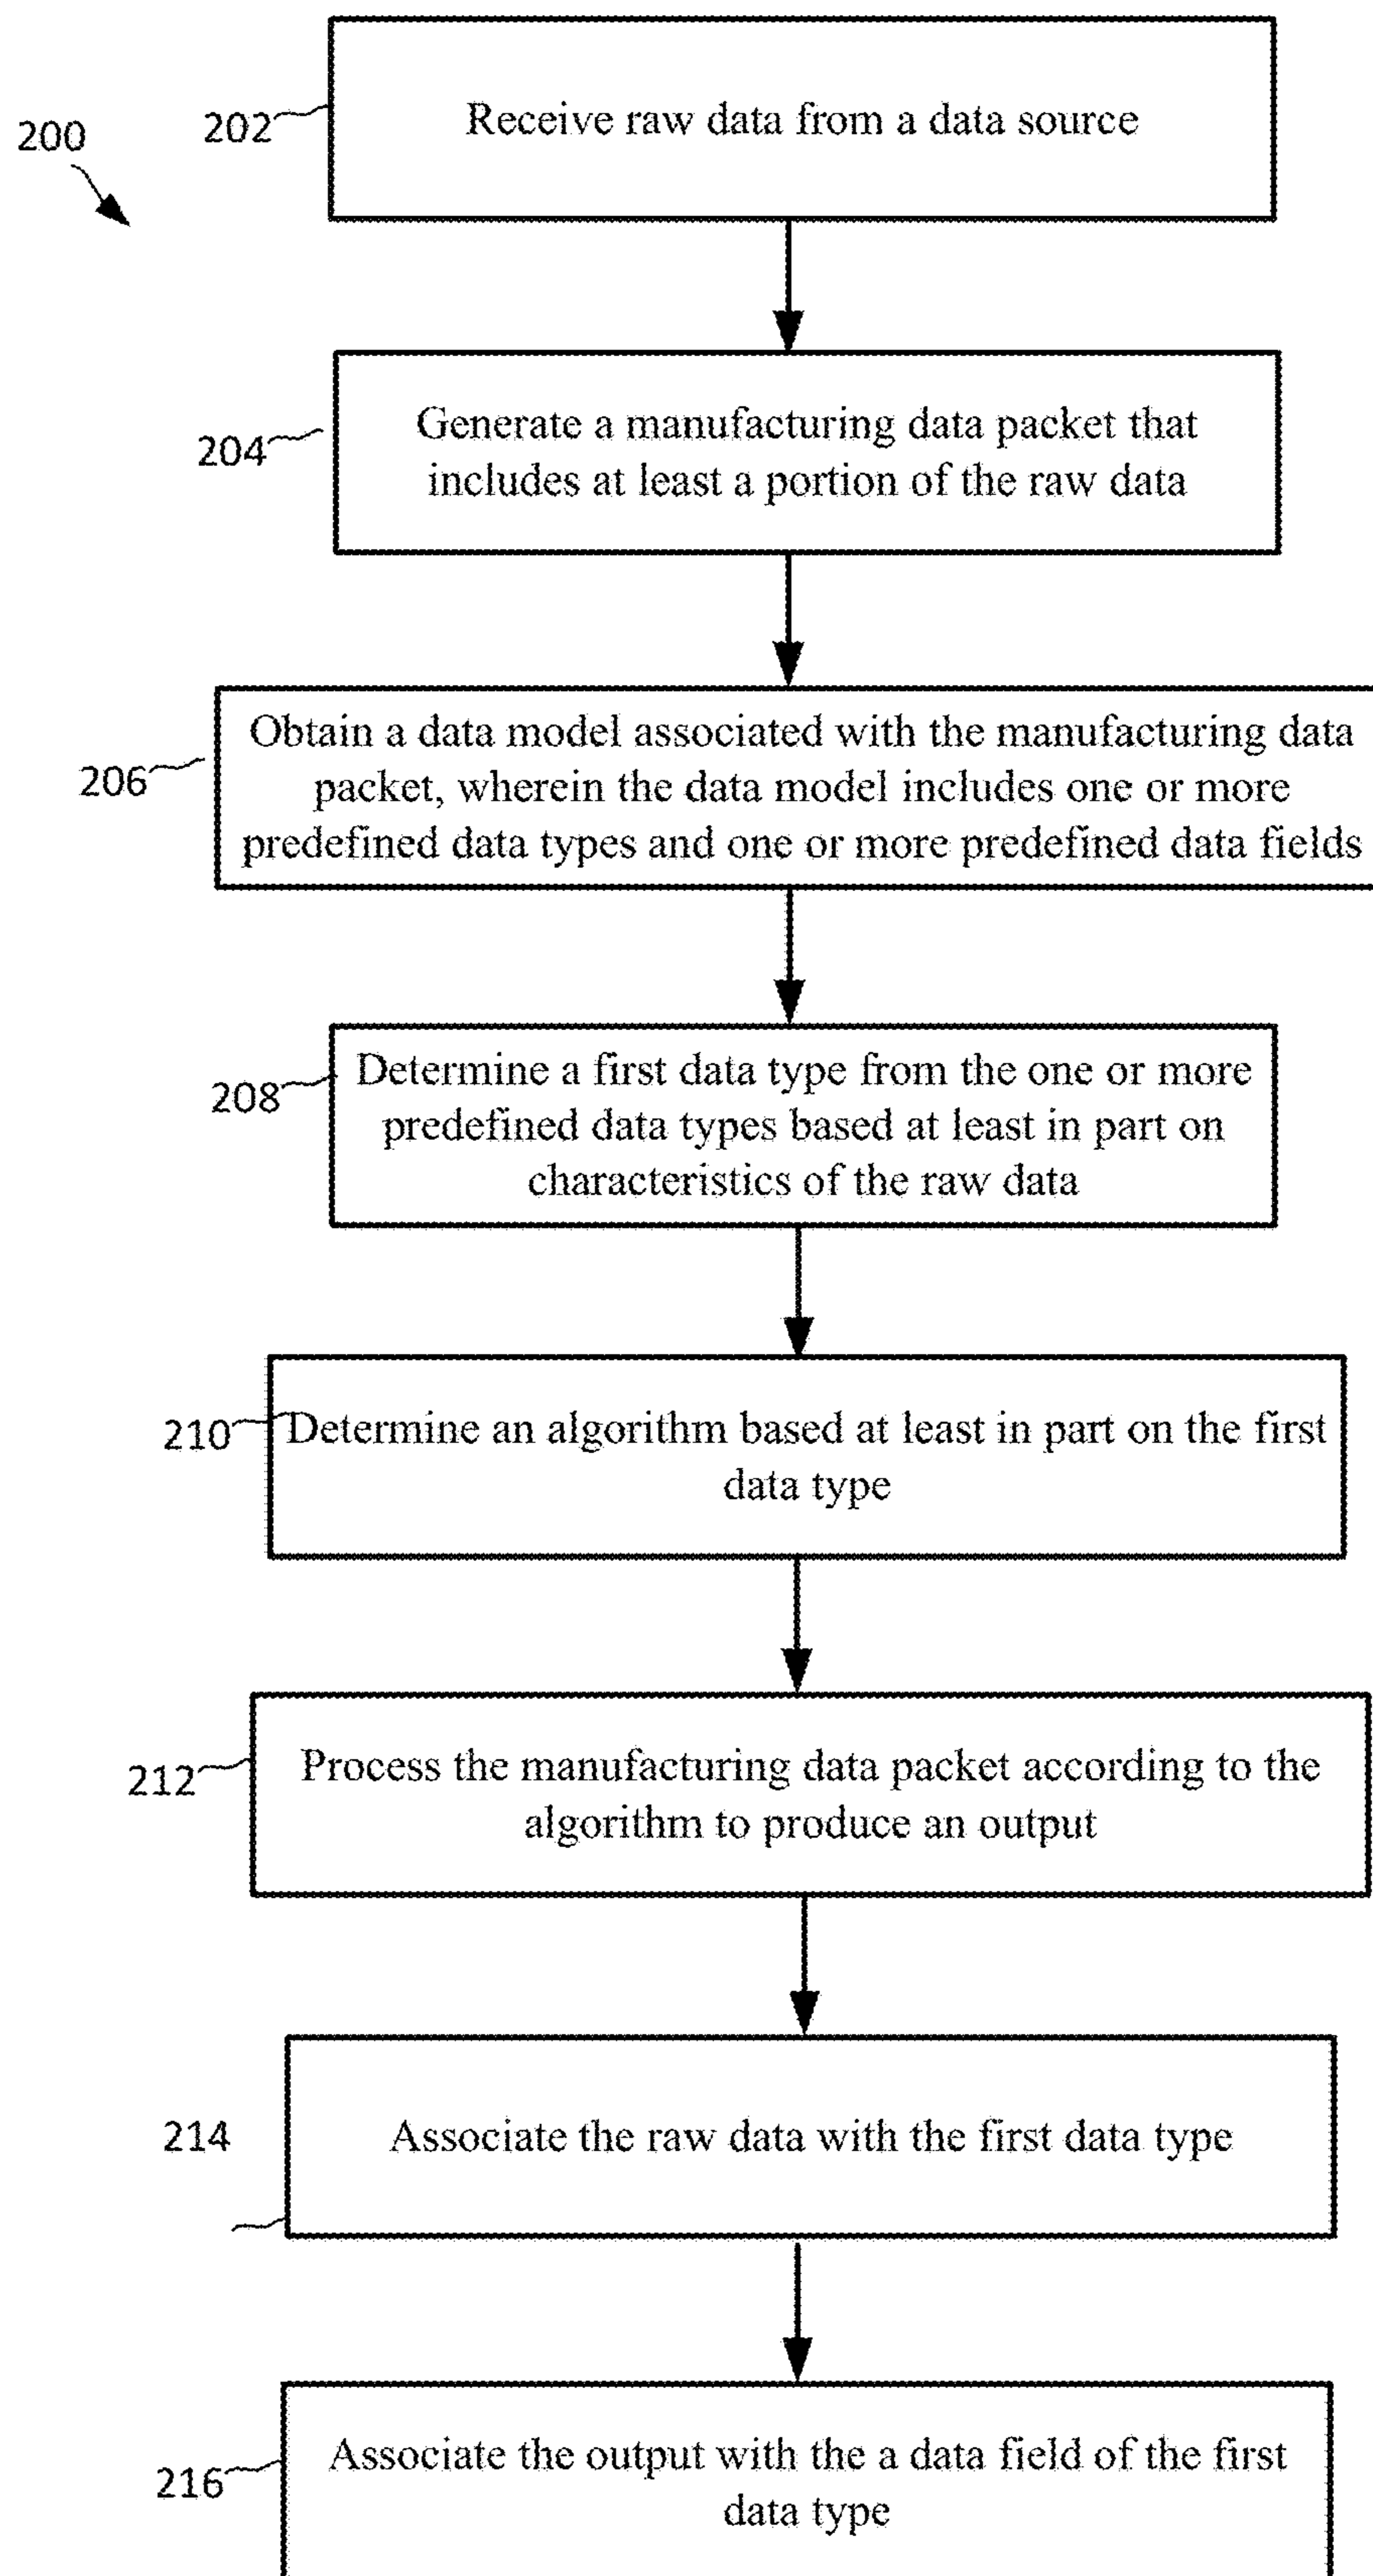 200
202
Receive raw data from a data source
204
Generate a manufacturing data packet that
includes at least a portion of the raw data
206
Obtain a data model associated with the manufacturing data
packet, wherein the data model includes one or more
predefined data types and one or more predefined data fields
208
Determine a first data type from the one or more
predefined data types based at least in part on
characteristics of the raw data
210
Determine an algorithm based at least in part on the first
data type
212
Process the manufacturing data packet according to the
algorithm to produce an output
214
Associate the raw data with the first data type
216
Associate the output with the a data field of the first
data type